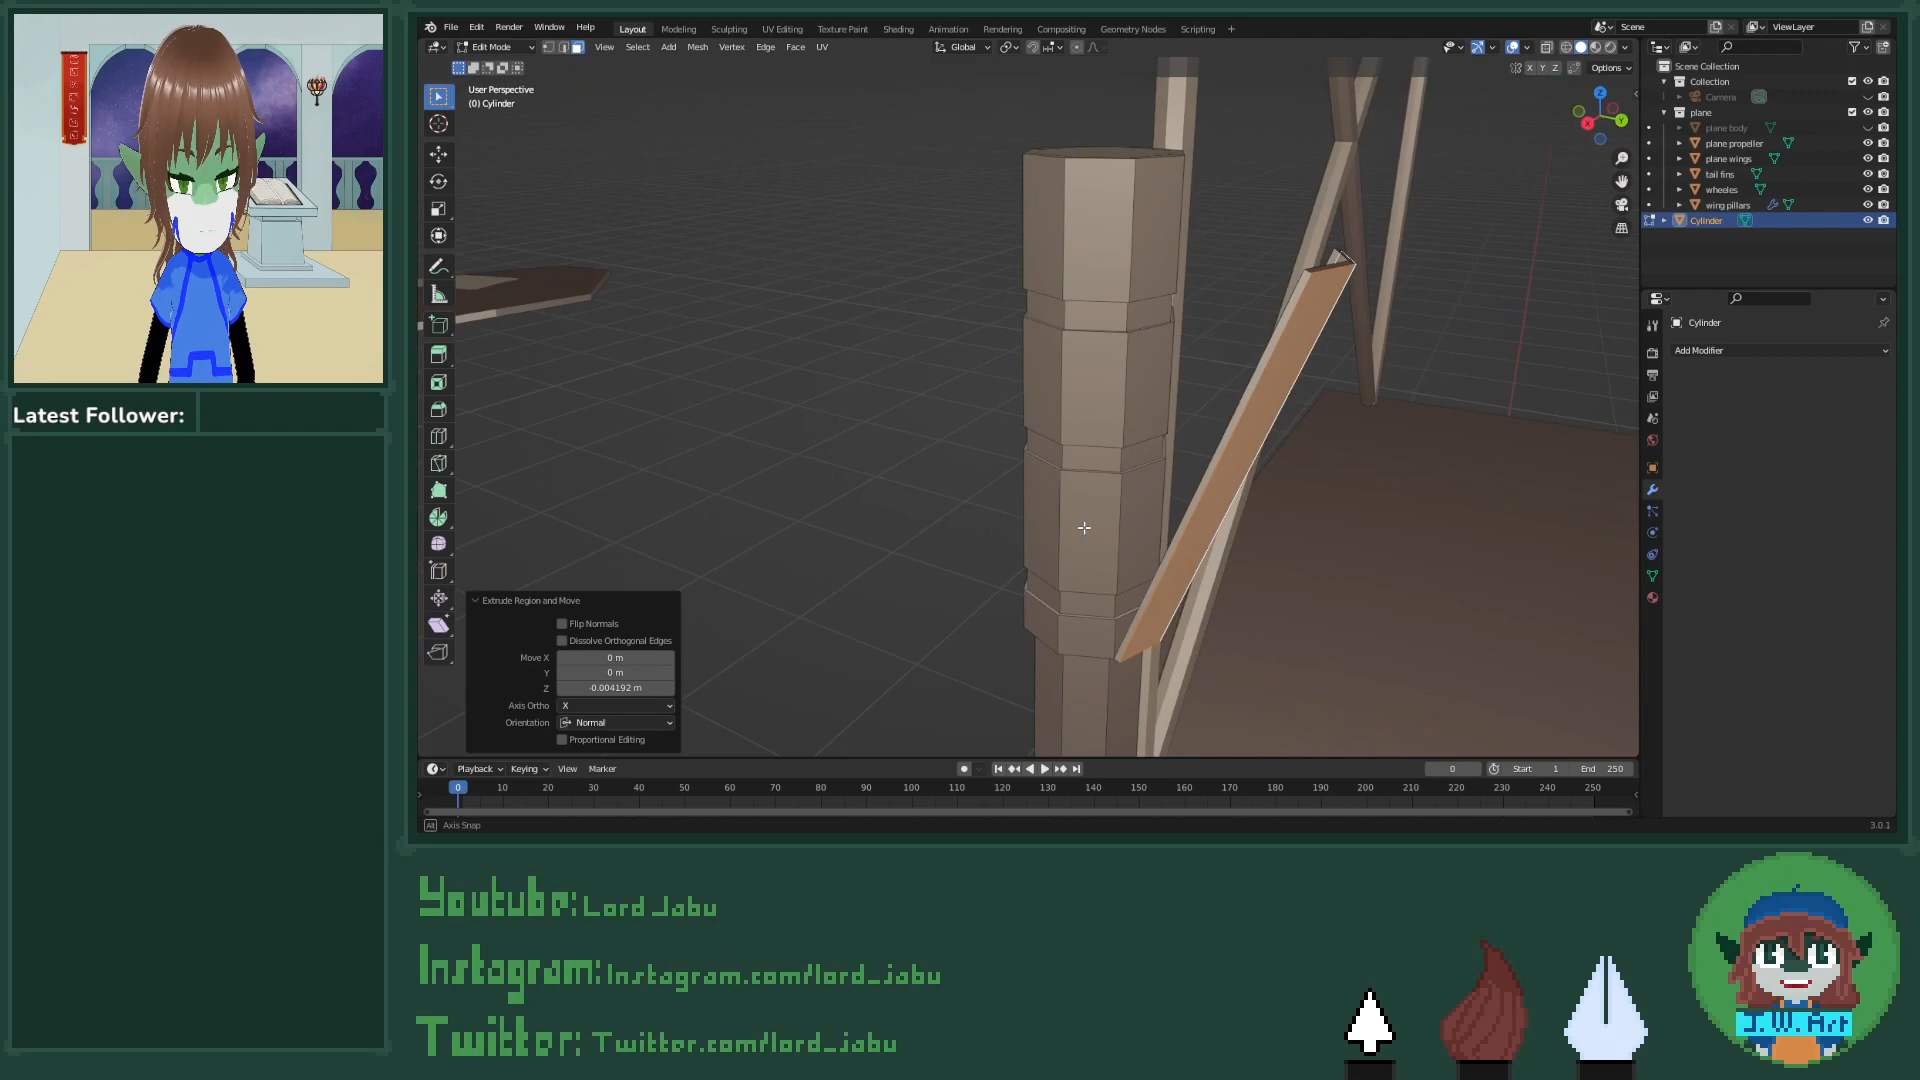 File Edit Render Window Help
Layout Modeling Sculpting UV Editing Texture Paint Shading Animation Rendering Compositing Geometry Nodes Scripting +
Scene
ViewLayer
Edit Mode
View Select Add Mesh Vertex Edge Face UV
Global
X Y Z
Options
User Perspective
(0) Cylinder
Z
Y
X
Scene Collection
Collection
Camera
plane
plane body
plane propeller
plane wings
tail fins
wheeles
wing pillars
Cylinder
Cylinder
Add Modifier
Latest Follower:
Extrude Region and Move
Flip Normals
Dissolve Orthogonal Edges
Move X 0 m
Y 0 m
Z -0.004192 m
Axis Ortho X
Orientation Normal
Proportional Editing
Playback Keying View Marker
0
Start 1
End 250
0 10 20 30 40 50 60 70 80 90 100 110 120 130 140 150 160 170 180 190 200 210 220 230 240 250
Alt Axis Snap
3.0.1
Youtube: Lord Jabu
Instagram: Instagram.com/lord_jabu
Twitter: Twitter.com/lord_jabu
J.W. Art